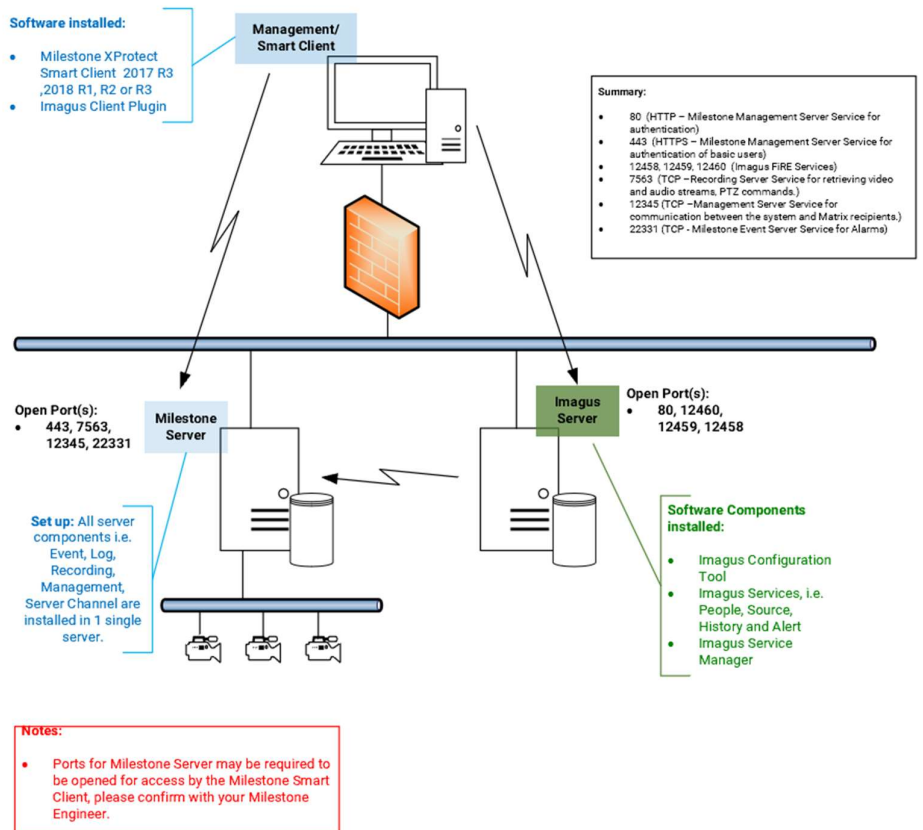 Software installed:
• Milestone XProtect
Smart Client 2017 R3
,2018 R1, R2 or R3
• Imagus Client Plugin
Management/
Smart Client
Summary:
• 80 (HTTP – Milestone Management Server Service for
authentication)
• 443 (HTTPS – Milestone Management Server Service for
authentication of basic users)
• 12458, 12459, 12460 (Imagus FiRE Services)
• 7563 (TCP –Recording Server Service for retrieving video
and audio streams, PTZ commands.)
• 12345 (TCP –Management Server Service for
communication between the system and Matrix recipients.)
• 22331 (TCP - Milestone Event Server Service for Alarms)
Open Port(s):
• 443, 7563,
12345, 22331
Milestone
Server
Imagus
Server
Open Port(s):
• 80, 12460,
12459, 12458
Set up: All server
components i.e.
Event, Log,
Recording,
Management,
Server Channel are
installed in 1 single
server.
Software Components
installed:
• Imagus Configuration
Tool
• Imagus Services, i.e.
People, Source,
History and Alert
• Imagus Service
Manager
Notes:
• Ports for Milestone Server may be required to
be opened for access by the Milestone Smart
Client, please confirm with your Milestone
Engineer.